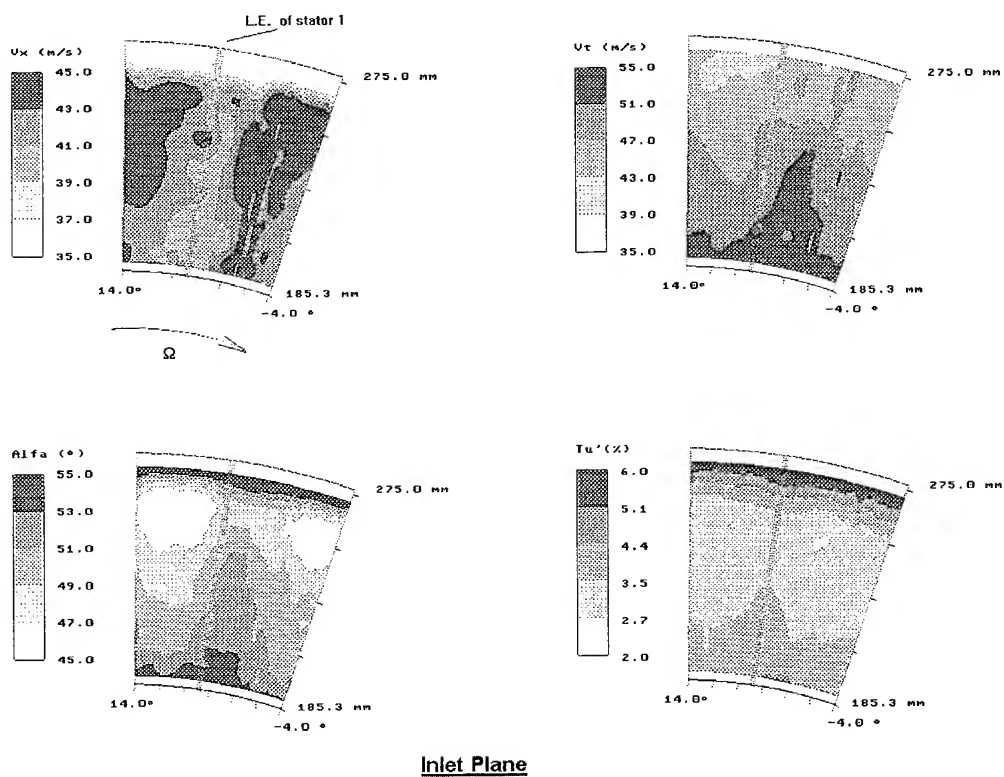 L.E. of stator 1
Vx (m/s)
45.0
43.0
41.0
39.0
37.0
35.0
275.0 mm
14.0°
185.3 mm
-4.0 °
Ω
Vt (m/s)
55.0
51.0
47.0
43.0
39.0
35.0
275.0 mm
14.0°
185.3 mm
-4.0 °
Alfa (°)
55.0
53.0
51.0
49.0
47.0
45.0
275.0 mm
14.0°
185.3 mm
-4.0 °
Tu'(%)
6.0
5.1
4.4
3.5
2.7
2.0
275.0 mm
14.0°
185.3 mm
-4.0 °
Inlet Plane